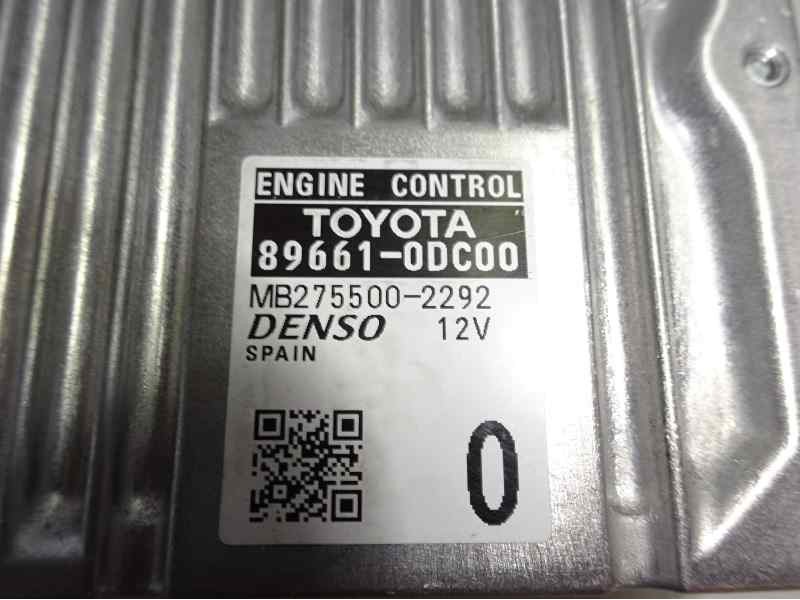 ENGINE CONTROL
TOYOTA
89661-0DC00
MB275500-2292
DENSO 12V
SPAIN
0